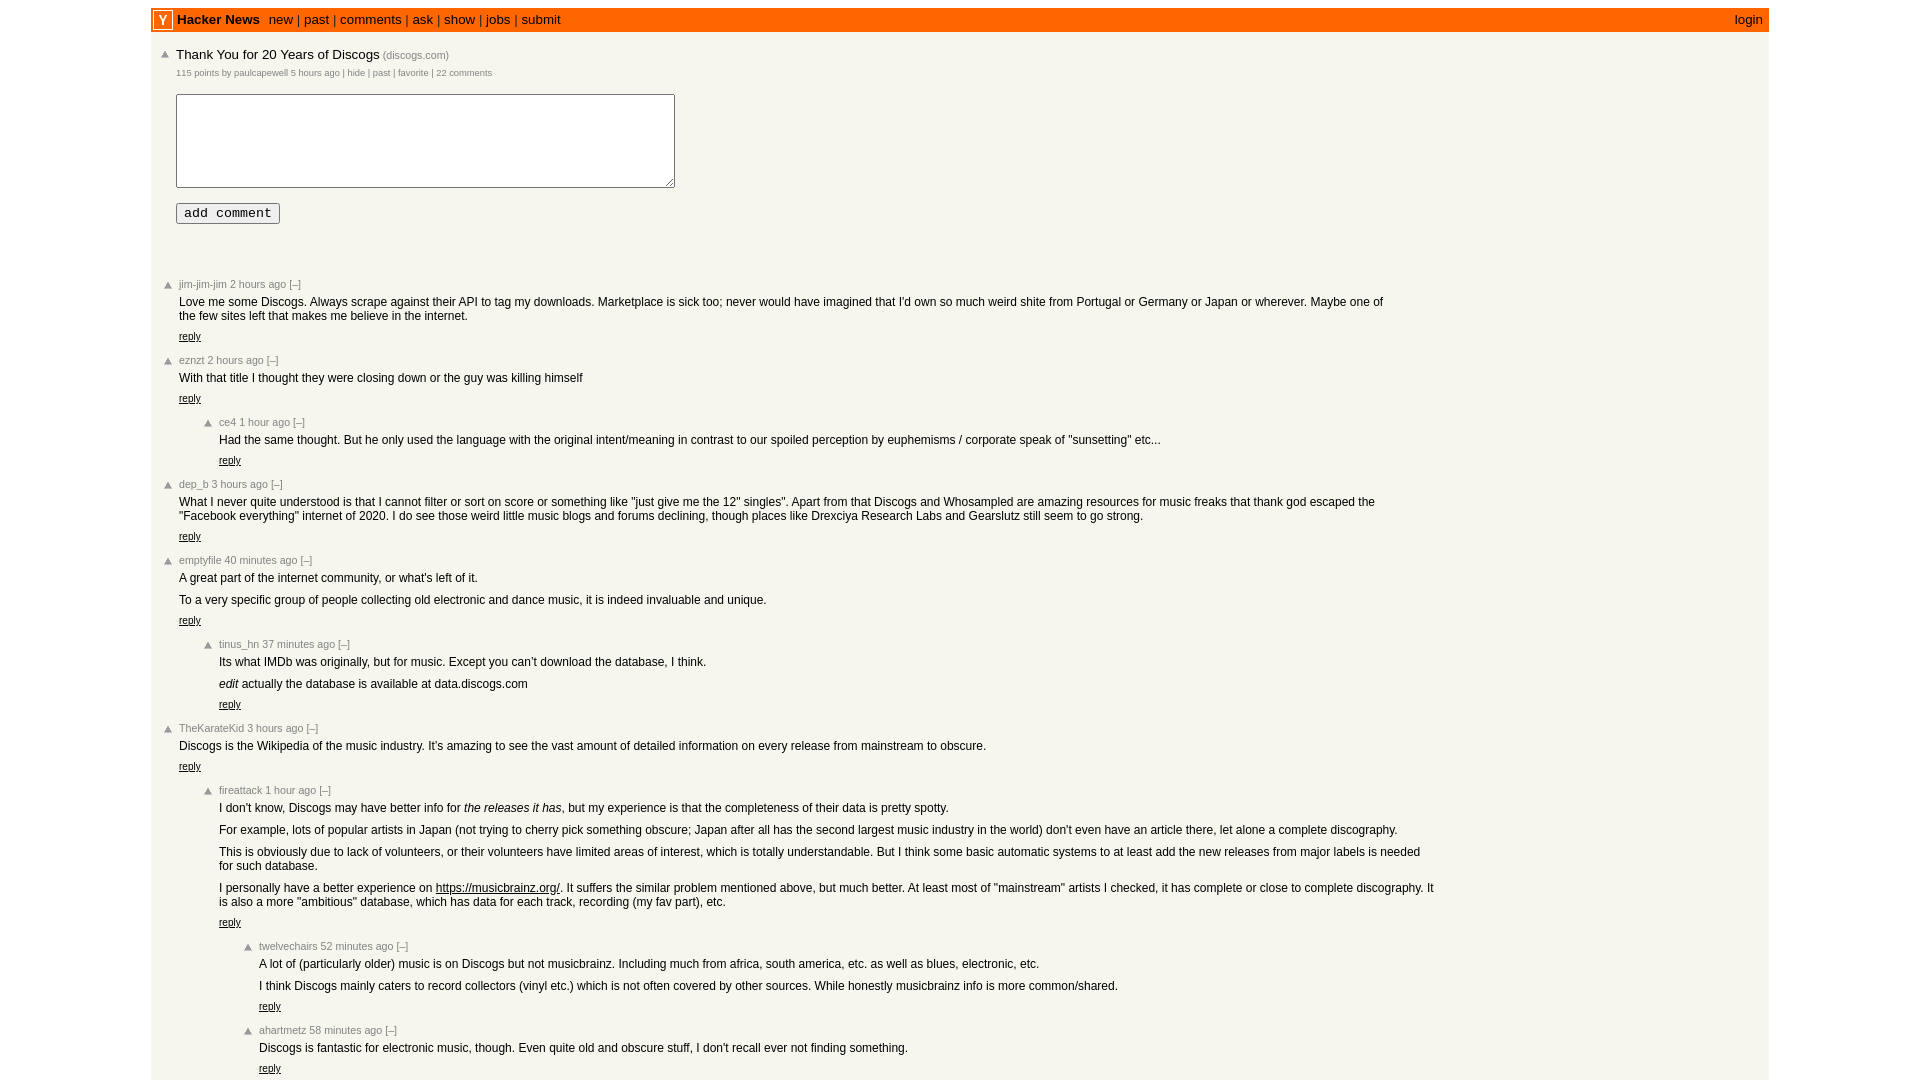 Y Hacker News new | past | comments | ask | show | jobs | submit login
Thank You for 20 Years of Discogs (discogs.com)
115 points by paulcapewell 5 hours ago | hide | past | favorite | 22 comments
add comment
jim-jim-jim 2 hours ago [–]
Love me some Discogs. Always scrape against their API to tag my downloads. Marketplace is sick too; never would have imagined that I'd own so much weird shite from Portugal or Germany or Japan or wherever. Maybe one of
the few sites left that makes me believe in the internet.
reply
eznzt 2 hours ago [–]
With that title I thought they were closing down or the guy was killing himself
reply
ce4 1 hour ago [–]
Had the same thought. But he only used the language with the original intent/meaning in contrast to our spoiled perception by euphemisms / corporate speak of "sunsetting" etc...
reply
dep_b 3 hours ago [–]
What I never quite understood is that I cannot filter or sort on score or something like "just give me the 12" singles". Apart from that Discogs and Whosampled are amazing resources for music freaks that thank god escaped the
"Facebook everything" internet of 2020. I do see those weird little music blogs and forums declining, though places like Drexciya Research Labs and Gearslutz still seem to go strong.
reply
emptyfile 40 minutes ago [–]
A great part of the internet community, or what's left of it.
To a very specific group of people collecting old electronic and dance music, it is indeed invaluable and unique.
reply
tinus_hn 37 minutes ago [–]
Its what IMDb was originally, but for music. Except you can't download the database, I think.
edit actually the database is available at data.discogs.com
reply
TheKarateKid 3 hours ago [–]
Discogs is the Wikipedia of the music industry. It's amazing to see the vast amount of detailed information on every release from mainstream to obscure.
reply
fireattack 1 hour ago [–]
I don't know, Discogs may have better info for the releases it has, but my experience is that the completeness of their data is pretty spotty.
For example, lots of popular artists in Japan (not trying to cherry pick something obscure; Japan after all has the second largest music industry in the world) don't even have an article there, let alone a complete discography.
This is obviously due to lack of volunteers, or their volunteers have limited areas of interest, which is totally understandable. But I think some basic automatic systems to at least add the new releases from major labels is needed
for such database.
I personally have a better experience on https://musicbrainz.org/. It suffers the similar problem mentioned above, but much better. At least most of "mainstream" artists I checked, it has complete or close to complete discography. It
is also a more "ambitious" database, which has data for each track, recording (my fav part), etc.
reply
twelvechairs 52 minutes ago [–]
A lot of (particularly older) music is on Discogs but not musicbrainz. Including much from africa, south america, etc. as well as blues, electronic, etc.
I think Discogs mainly caters to record collectors (vinyl etc.) which is not often covered by other sources. While honestly musicbrainz info is more common/shared.
reply
ahartmetz 58 minutes ago [–]
Discogs is fantastic for electronic music, though. Even quite old and obscure stuff, I don't recall ever not finding something.
reply